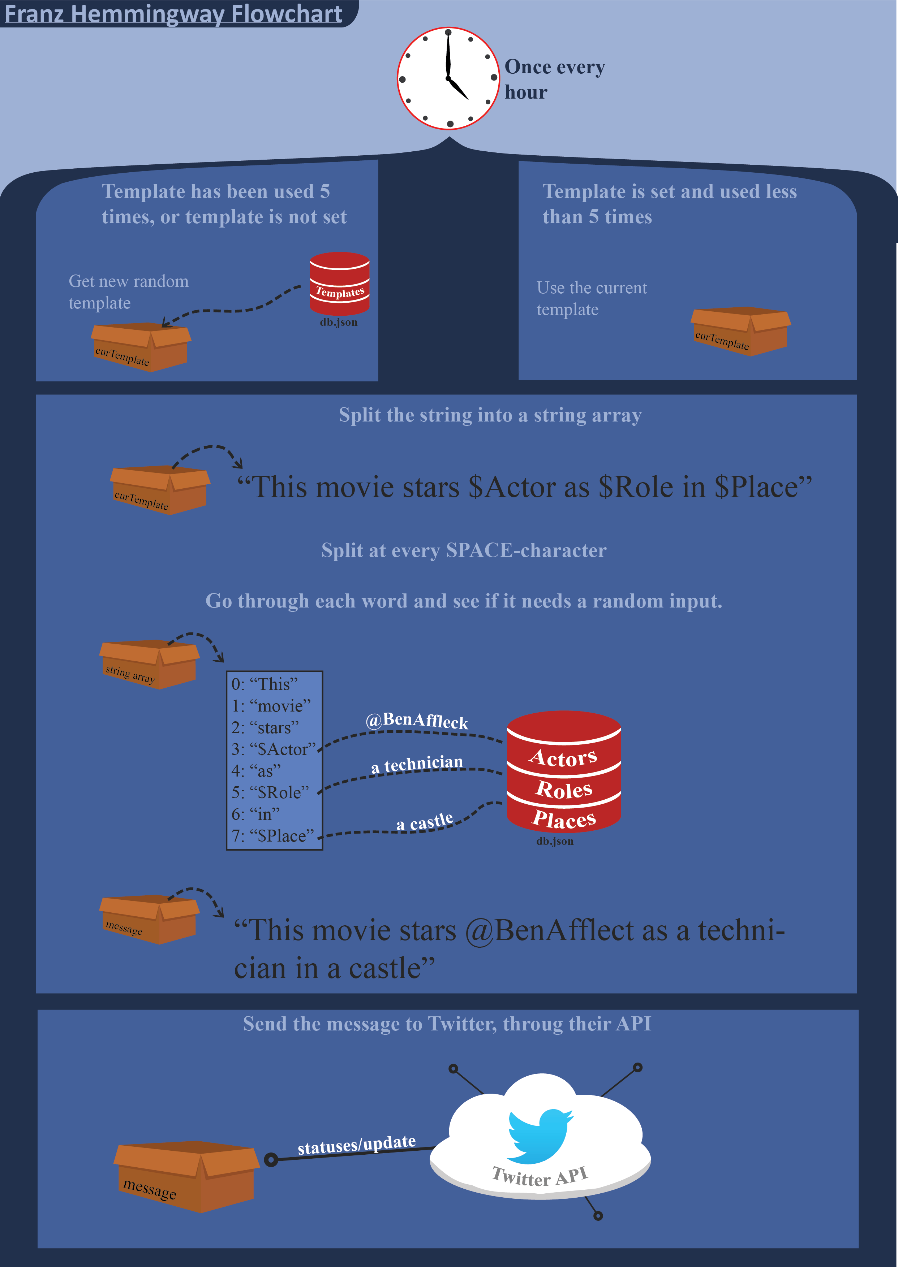 Franz Hemmingway Flowchart
Once every
hour
Template has been used 5
times, or template is not set
Get new random
template
Templates
db.json
curTemplate
Template is set and used less
than 5 times
Use the current
template
curTemplate
Split the string into a string array
curTemplate
“This movie stars $Actor as $Role in $Place”
Split at every SPACE-character
Go through each word and see if it needs a random input.
string array
0: “This”
1: “movie”
2: “stars”
3: “$Actor”
4: “as”
5: “$Role”
6: “in”
7: “$Place”
@BenAffleck
a technician
a castle
Actors
Roles
Places
db.json
message
“This movie stars @BenAfflect as a techni-
cian in a castle”
Send the message to Twitter, throug their API
message
statuses/update
Twitter API